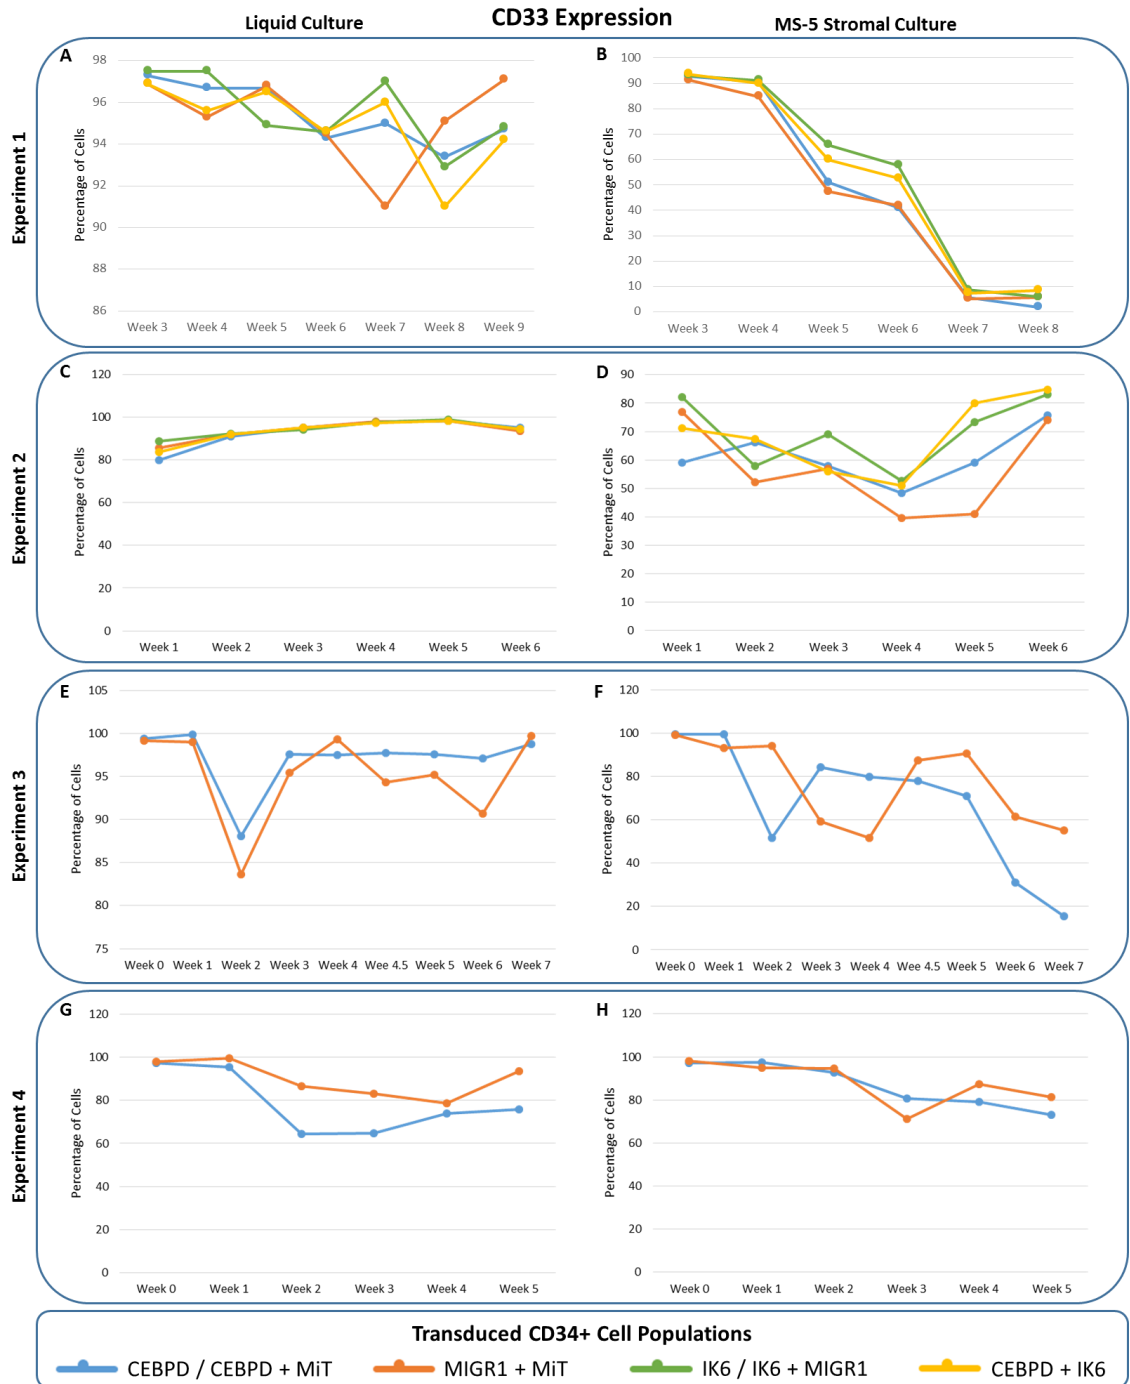 CD33 Expression
Liquid Culture
MS-5 Stromal Culture
Experiment 1
A
Percentage of Cells
98
96
94
92
90
88
86
Week 3 Week 4 Week 5 Week 6 Week 7 Week 8 Week 9
B
Percentage of Cells
100
90
80
70
60
50
40
30
20
10
0
Week 3 Week 4 Week 5 Week 6 Week 7 Week 8
Experiment 2
C
Percentage of Cells
120
100
80
60
40
20
0
Week 1 Week 2 Week 3 Week 4 Week 5 Week 6
D
Percentage of Cells
90
80
70
60
50
40
30
20
10
0
Week 1 Week 2 Week 3 Week 4 Week 5 Week 6
Experiment 3
E
Percentage of Cells
105
100
95
90
85
80
75
Week 0 Week 1 Week 2 Week 3 Week 4 Wee 4.5 Week 5 Week 6 Week 7
F
Percentage of Cells
120
100
80
60
40
20
0
Week 0 Week 1 Week 2 Week 3 Week 4 Wee 4.5 Week 5 Week 6 Week 7
Experiment 4
G
Percentage of Cells
120
100
80
60
40
20
0
Week 0 Week 1 Week 2 Week 3 Week 4 Week 5
H
Percentage of Cells
120
100
80
60
40
20
0
Week 0 Week 1 Week 2 Week 3 Week 4 Week 5
Transduced CD34+ Cell Populations
CEBPD / CEBPD + MiT MIGR1 + MiT IK6 / IK6 + MIGR1 CEBPD + IK6